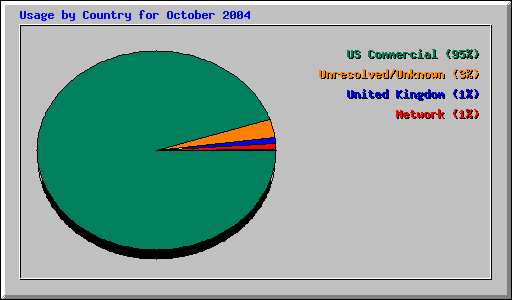 Usage by Country for October 2004
US Commercial (95%)
Unresolved/Unknown (3%)
United Kingdom (1%)
Network (1%)